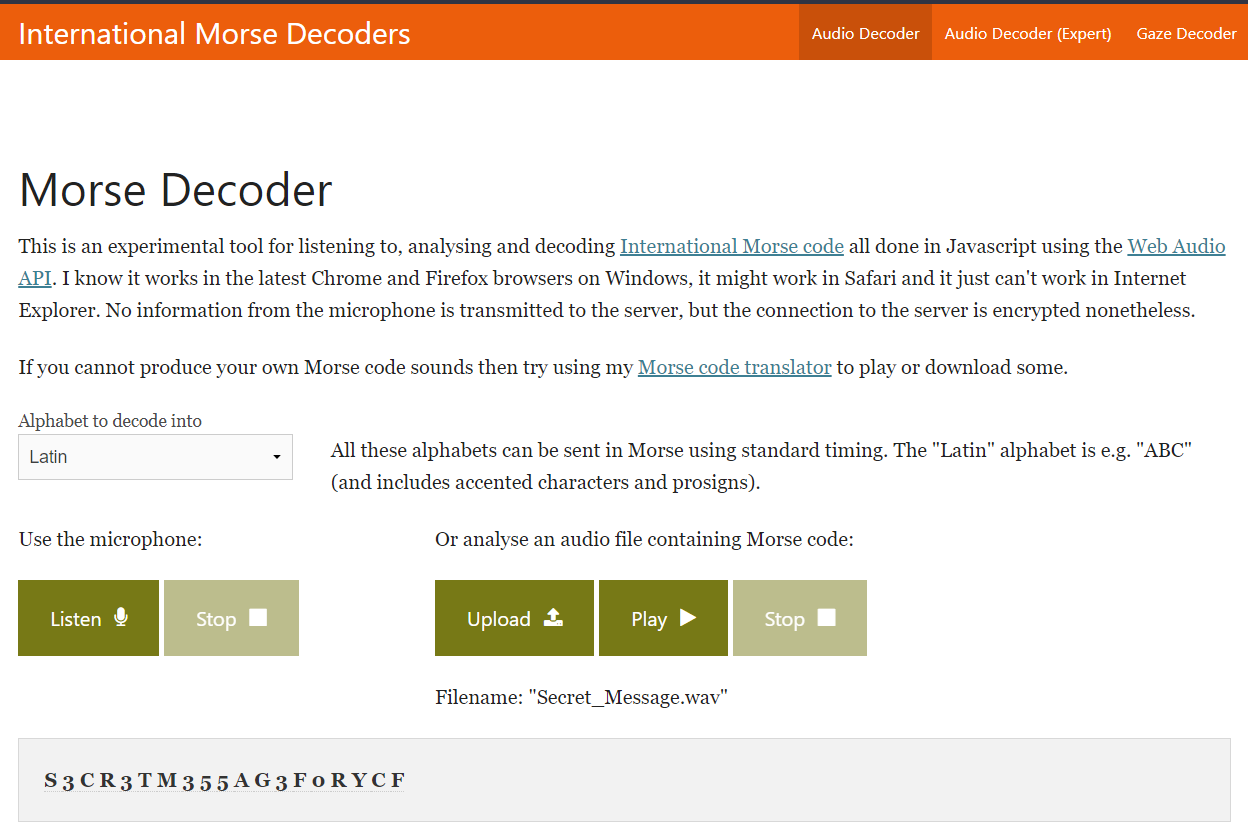 International Morse Decoders
Audio Decoder
Audio Decoder (Expert)
Gaze Decoder
Morse Decoder
This is an experimental tool for listening to, analysing and decoding International Morse code all done in Javascript using the Web Audio
API. I know it works in the latest Chrome and Firefox browsers on Windows, it might work in Safari and it just can't work in Internet
Explorer. No information from the microphone is transmitted to the server, but the connection to the server is encrypted nonetheless.
If you cannot produce your own Morse code sounds then try using my Morse code translator to play or download some.
Alphabet to decode into
Latin
All these alphabets can be sent in Morse using standard timing. The "Latin" alphabet is e.g. "ABC"
(and includes accented characters and prosigns).
Use the microphone:
Listen
Stop
Or analyse an audio file containing Morse code:
Upload
Play
Stop
Filename: "Secret_Message.wav"
S 3 C R 3 T M 3 5 5 A G 3 F 0 R Y C F